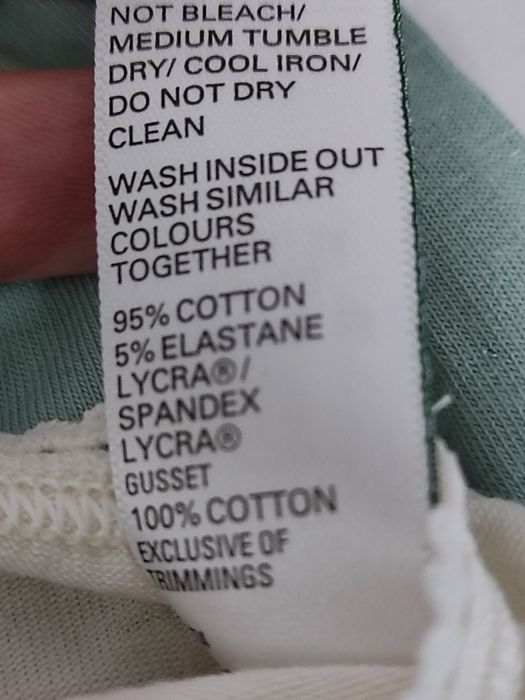 NOT BLEACH/
MEDIUM TUMBLE
DRY/ COOL IRON/
DO NOT DRY
CLEAN
WASH INSIDE OUT
WASH SIMILAR
COLOURS
TOGETHER
95% COTTON
5% ELASTANE
LYCRA®/
SPANDEX
LYCRA®
GUSSET
100% COTTON
EXCLUSIVE OF
TRIMMINGS